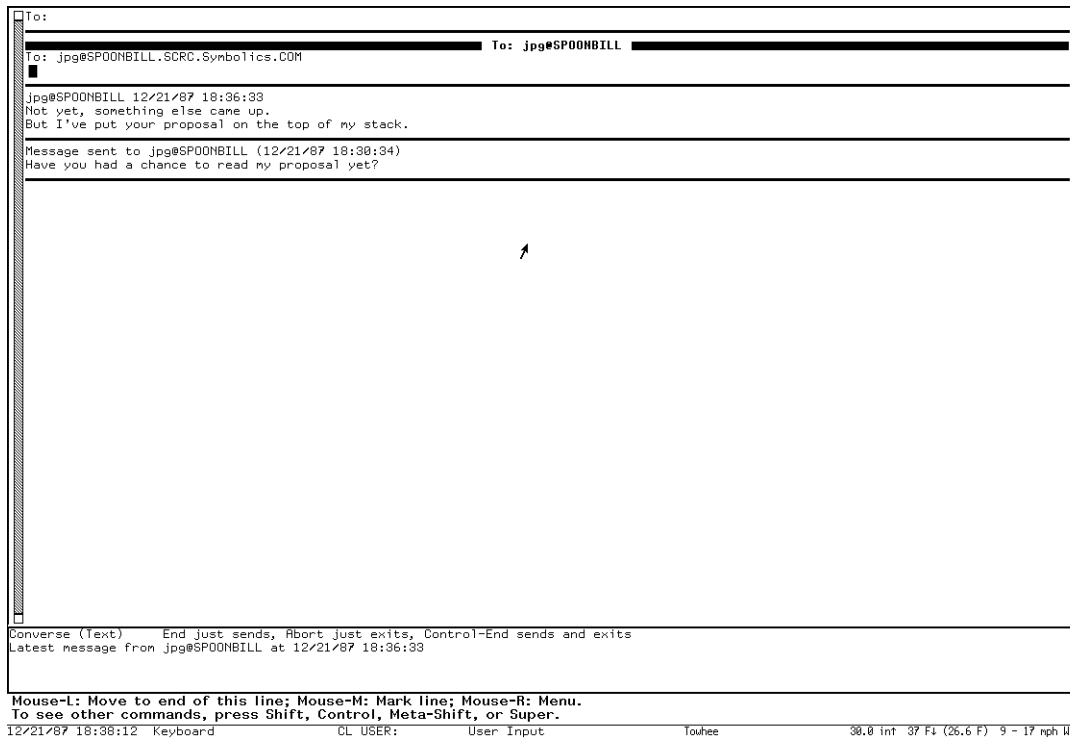 To:
To: jpg@SPOONBILL
To: jpg@SPOONBILL.SCRC.Symbolics.COM
jpg@SPOONBILL 12/21/87 18:36:33
Not yet, something else came up.
But I've put your proposal on the top of my stack.
Message sent to jpg@SPOONBILL (12/21/87 18:30:34)
Have you had a chance to read my proposal yet?
Converse (Text) End just sends, Abort just exits, Control-End sends and exits
Latest message from jpg@SPOONBILL at 12/21/87 18:36:33
Mouse-L: Move to end of this line; Mouse-M: Mark line; Mouse-R: Menu.
To see other commands, press Shift, Control, Meta-Shift, or Super.
12/21/87 18:38:12 Keyboard CL USER: User Input Towhee 30.0 int 37 F↓ (26.6 F) 9 - 17 mph W